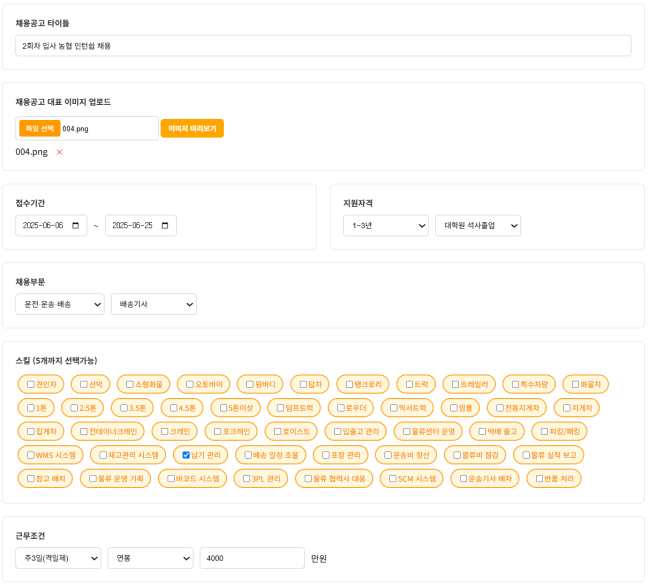 채용공고 타이틀
2회차 입사 농협 인턴쉽 채용
채용공고 대표 이미지 업로드
파일 선택 004.png 이미지 미리보기
004.png ×
접수기간 지원자격
2025-06-06 ~ 2025-06-25 1~3년 대학원 석사졸업
채용부문
운전·운송·배송 배송기사
스킬 (5개까지 선택가능)
견인차 선박 소형화물 오토바이 윙바디 탑차 탱크로리 트럭 트레일러 특수차량 화물차
1톤 2.5톤 3.5톤 4.5톤 5톤이상 덤프트럭 로우더 믹서트럭 암롤 전동지게차 지게차
집게차 컨테이너크레인 크레인 포크레인 호이스트 입출고 관리 물류센터 운영 택배 출고 피킹/패킹
WMS 시스템 재고관리 시스템 납기 관리 배송 일정 조율 포장 관리 운송비 정산 물류비 절감 물류 실적 보고
창고 배치 물류 운영 기획 바코드 시스템 3PL 관리 물류 협력사 대응 SCM 시스템 운송기사 배차 반품 처리
근무조건
주3일(격일제) 연봉 4000 만원